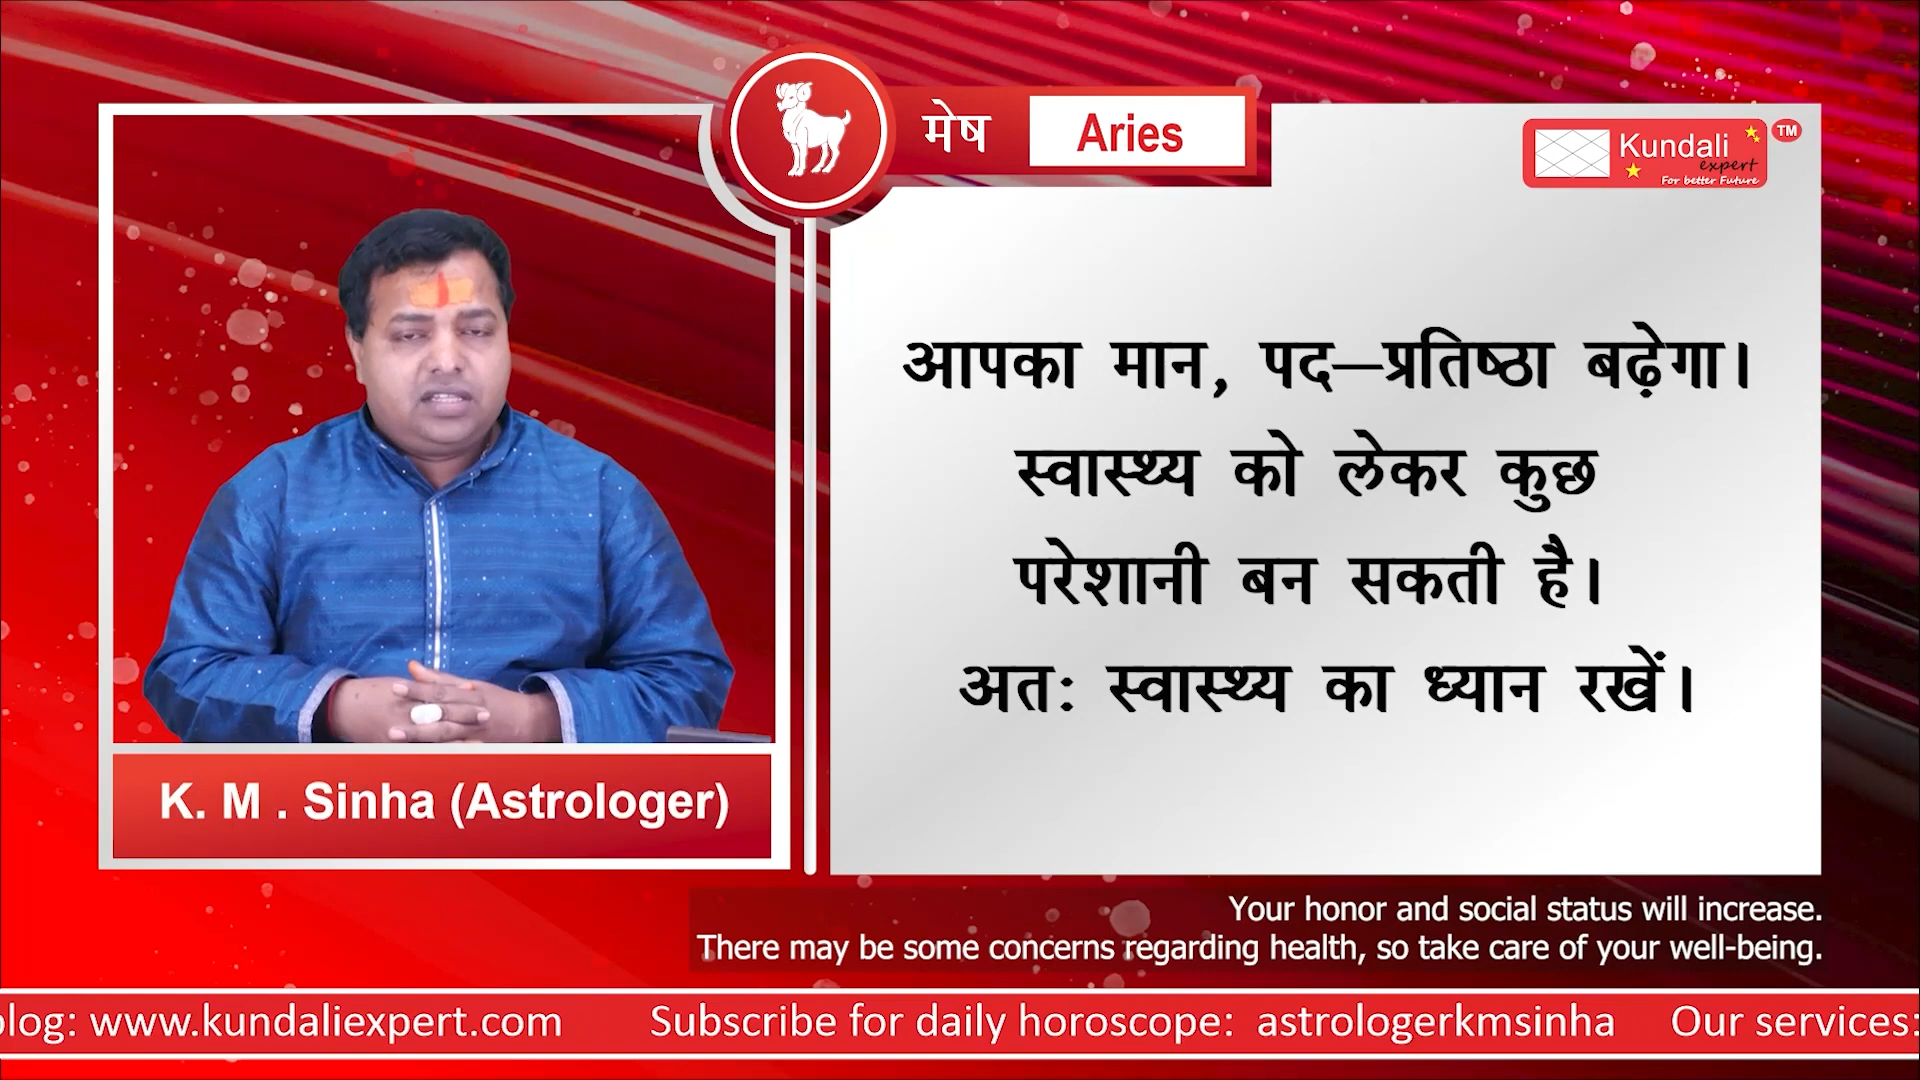 मेष
Aries
Kundali
expert
For better Future
TM
आपका मान, पद–प्रतिष्ठा बढ़ेगा।
स्वास्थ्य को लेकर कुछ
परेशानी बन सकती है।
अतः स्वास्थ्य का ध्यान रखें।
K. M . Sinha (Astrologer)
Your honor and social status will increase.
There may be some concerns regarding health, so take care of your well-being.
log: www.kundaliexpert.com Subscribe for daily horoscope: astrologerkmsinha Our services: